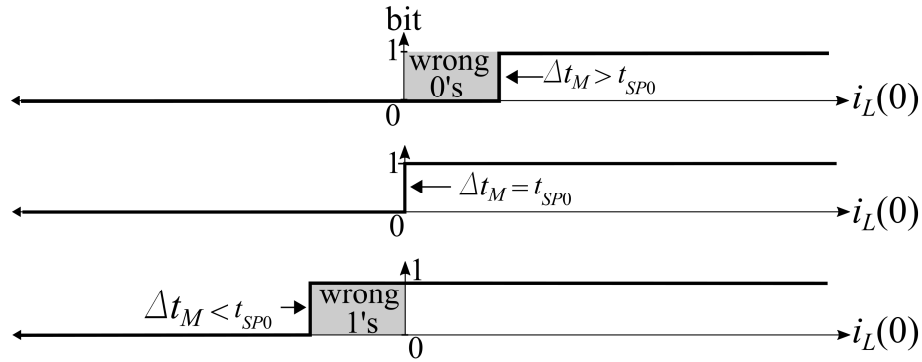 bit
1
wrong
0's
Δt_M > t_SP0
0
i_L(0)
1
Δt_M = t_SP0
0
i_L(0)
1
Δt_M < t_SP0
wrong
1's
0
i_L(0)